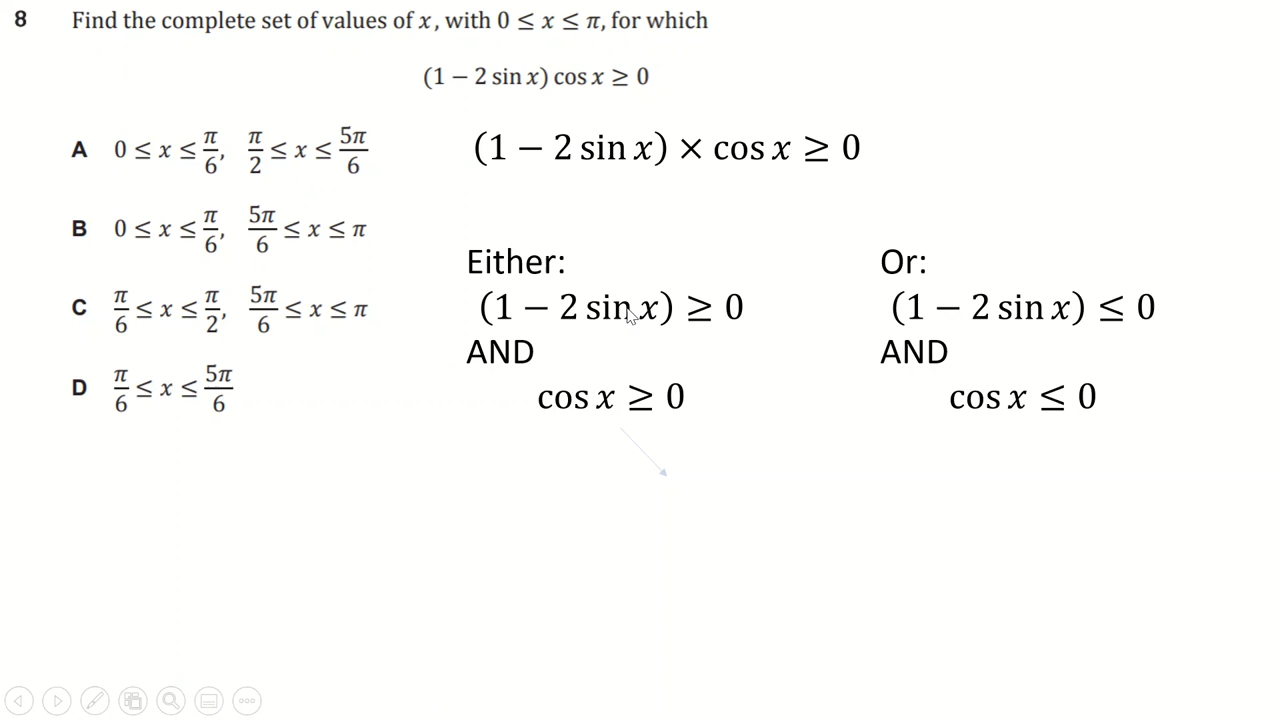 8 Find the complete set of values of x, with 0 ≤ x ≤ π, for which
(1 − 2 sin x) cos x ≥ 0
A 0 ≤ x ≤ π/6, π/2 ≤ x ≤ 5π/6
B 0 ≤ x ≤ π/6, 5π/6 ≤ x ≤ π
C π/6 ≤ x ≤ π/2, 5π/6 ≤ x ≤ π
D π/6 ≤ x ≤ 5π/6
(1 − 2 sin x) × cos x ≥ 0
Either:
(1 − 2 sin x) ≥ 0
AND
cos x ≥ 0
Or:
(1 − 2 sin x) ≤ 0
AND
cos x ≤ 0